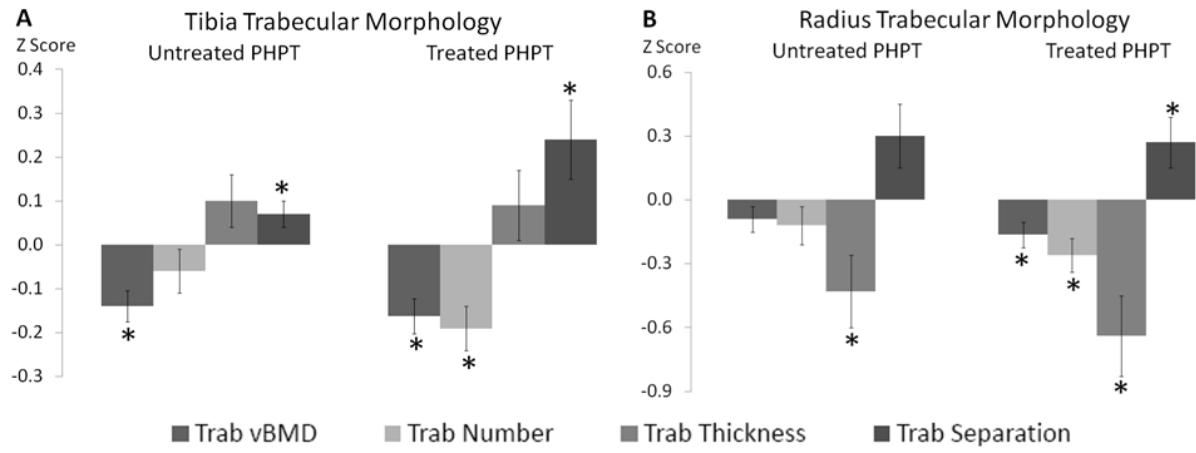 A
Tibia Trabecular Morphology
Z Score
Untreated PHPT
Treated PHPT
0.4
0.3
0.2
0.1
0.0
-0.1
-0.2
-0.3
*
*
*
*
*
B
Radius Trabecular Morphology
Z Score
Untreated PHPT
Treated PHPT
0.6
0.3
0.0
-0.3
-0.6
-0.9
*
*
*
*
*
Trab vBMD
Trab Number
Trab Thickness
Trab Separation